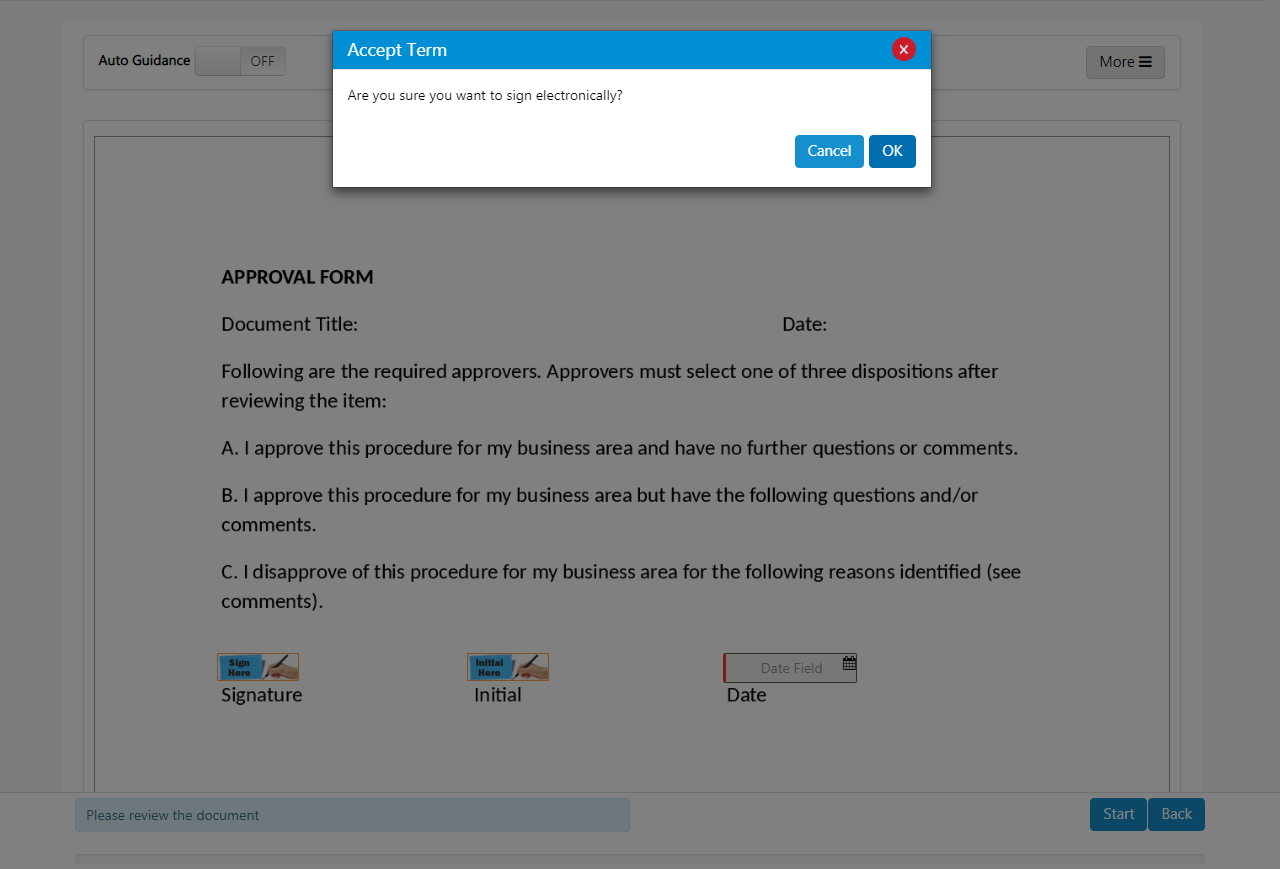 Accept Term
Are you sure you want to sign electronically?
Cancel OK
Auto Guidance OFF More
APPROVAL FORM
Document Title: Date:
Following are the required approvers. Approvers must select one of three dispositions after
reviewing the item:
A. I approve this procedure for my business area and have no further questions or comments.
B. I approve this procedure for my business area but have the following questions and/or
comments.
C. I disapprove of this procedure for my business area for the following reasons identified (see
comments).
Sign Here
Initial Here
Date Field
Signature Initial Date
Please review the document
Start Back